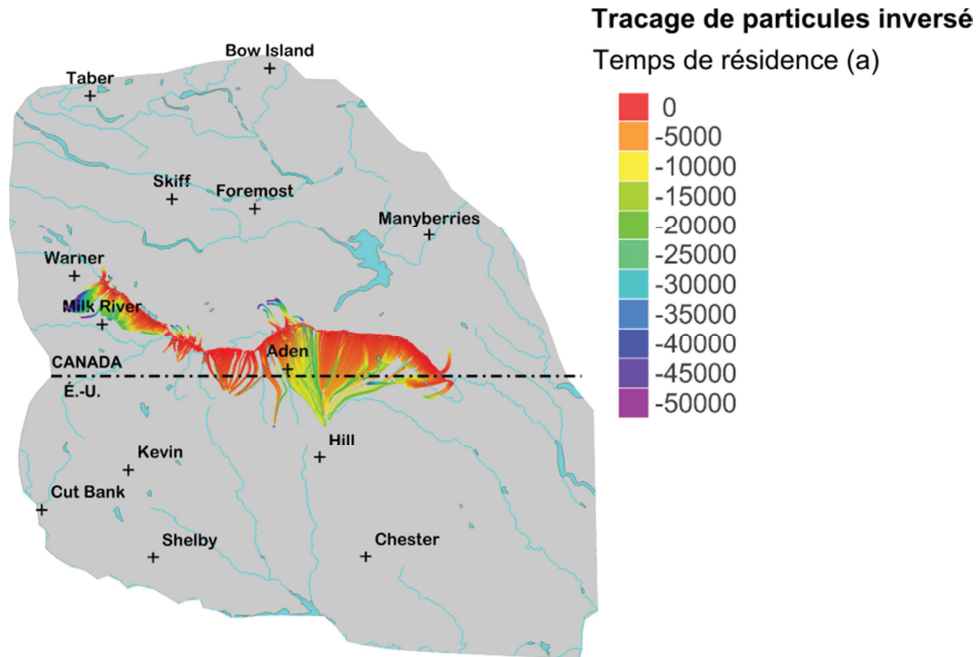 Tracage de particules inversé
Temps de résidence (a)
0
-5000
-10000
-15000
-20000
-25000
-30000
-35000
-40000
-45000
-50000
Bow Island
Taber
Skiff
Foremost
Manyberries
Warner
Milk River
Aden
CANADA
É.-U.
Hill
Kevin
Cut Bank
Shelby
Chester